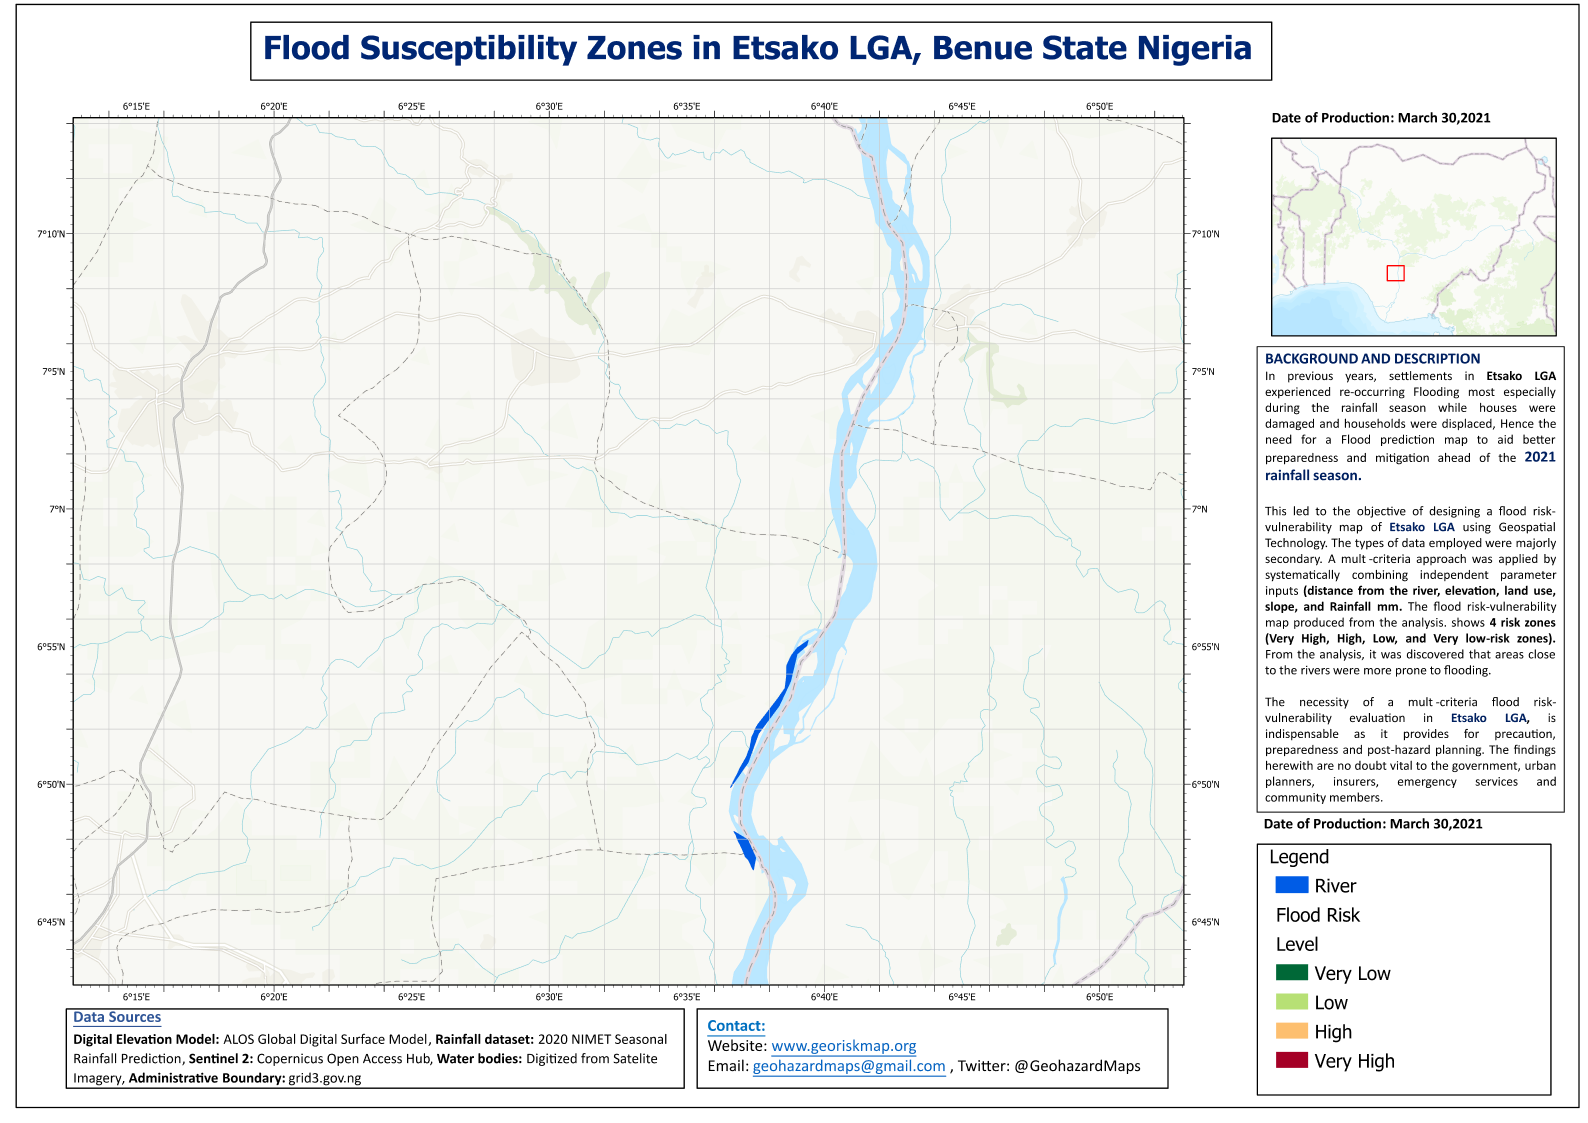 Flood Susceptibility Zones in Etsako LGA, Benue State Nigeria
6°15'E 6°20'E 6°25'E 6°30'E 6°35'E 6°40'E 6°45'E 6°50'E
7°10'N 7°10'N
7°5'N 7°5'N
7°N 7°N
6°55'N 6°55'N
6°50'N 6°50'N
6°45'N 6°45'N
6°15'E 6°20'E 6°25'E 6°30'E 6°35'E 6°40'E 6°45'E 6°50'E
Date of Production: March 30,2021
BACKGROUND AND DESCRIPTION
In previous years, settlements in Etsako LGA
experienced re-occurring Flooding most especially
during the rainfall season while houses were
damaged and households were displaced, Hence the
need for a Flood prediction map to aid better
preparedness and mitigation ahead of the 2021
rainfall season.
This led to the objective of designing a flood risk-
vulnerability map of Etsako LGA using Geospatial
Technology. The types of data employed were majorly
secondary. A mult -criteria approach was applied by
systematically combining independent parameter
inputs (distance from the river, elevation, land use,
slope, and Rainfall mm. The flood risk-vulnerability
map produced from the analysis. shows 4 risk zones
(Very High, High, Low, and Very low-risk zones).
From the analysis, it was discovered that areas close
to the rivers were more prone to flooding.
The necessity of a mult -criteria flood risk-
vulnerability evaluation in Etsako LGA, is
indispensable as it provides for precaution,
preparedness and post-hazard planning. The findings
herewith are no doubt vital to the government, urban
planners, insurers, emergency services and
community members.
Date of Production: March 30,2021
Legend
River
Flood Risk
Level
Very Low
Low
High
Very High
Data Sources
Digital Elevation Model: ALOS Global Digital Surface Model, Rainfall dataset: 2020 NIMET Seasonal
Rainfall Prediction, Sentinel 2: Copernicus Open Access Hub, Water bodies: Digitized from Satelite
Imagery, Administrative Boundary: grid3.gov.ng
Contact:
Website: www.georiskmap.org
Email: geohazardmaps@gmail.com , Twitter: @GeohazardMaps